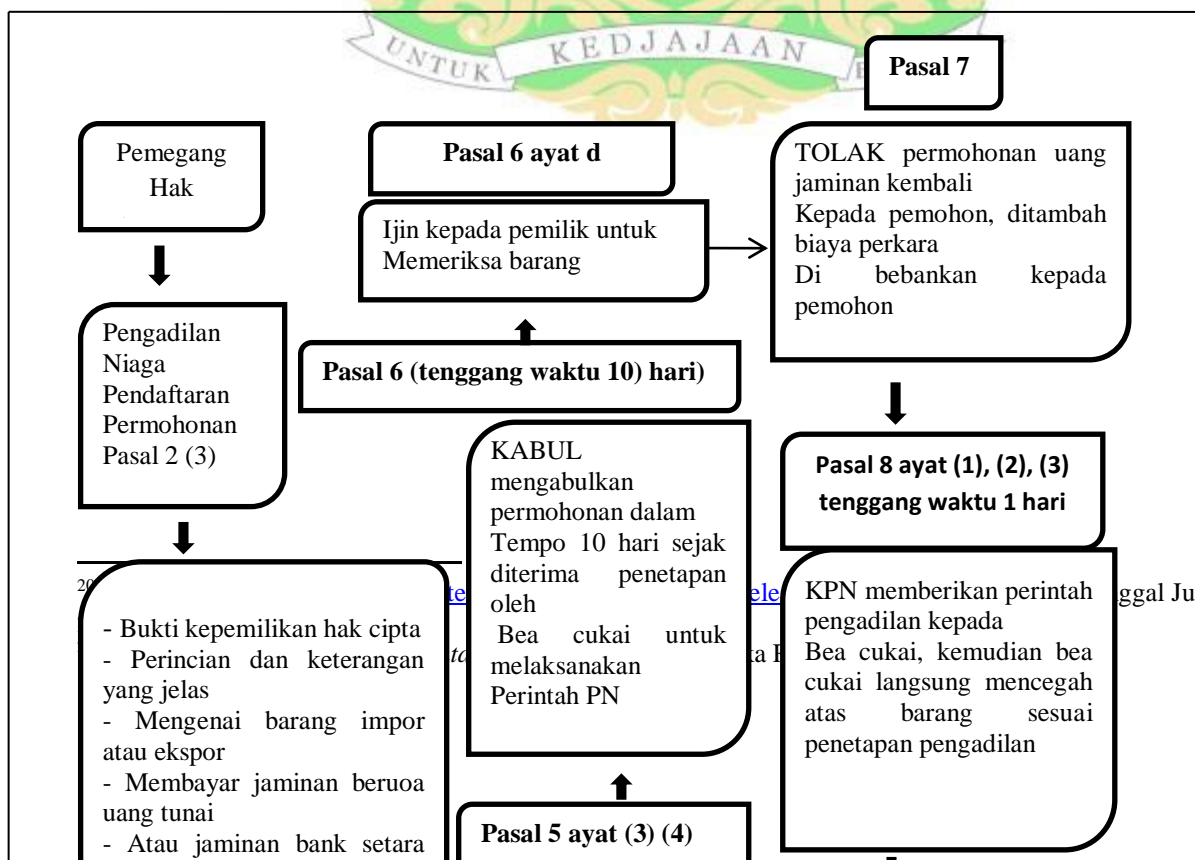 UNTUK KEDJAJAAN
Pasal 7
Pemegang
Hak
Pasal 6 ayat d
TOLAK permohonan uang
jaminan kembali
Kepada pemohon, ditambah
biaya perkara
Di bebankan kepada
pemohon
Ijin kepada pemilik untuk
Memeriksa barang
Pengadilan
Niaga
Pendaftaran
Permohonan
Pasal 2 (3)
Pasal 6 (tenggang waktu 10) hari)
KABUL
mengabulkan
permohonan dalam
Tempo 10 hari sejak
diterima penetapan
oleh
Bea cukai untuk
melaksanakan
Perintah PN
Pasal 8 ayat (1), (2), (3)
tenggang waktu 1 hari
KPN memberikan perintah
pengadilan kepada
Bea cukai, kemudian bea
cukai langsung mencegah
atas barang sesuai
penetapan pengadilan
- Bukti kepemilikan hak cipta
- Perincian dan keterangan
yang jelas
- Mengenai barang impor
atau ekspor
- Membayar jaminan beruoa
uang tunai
- Atau jaminan bank setara
Pasal 5 ayat (3) (4)